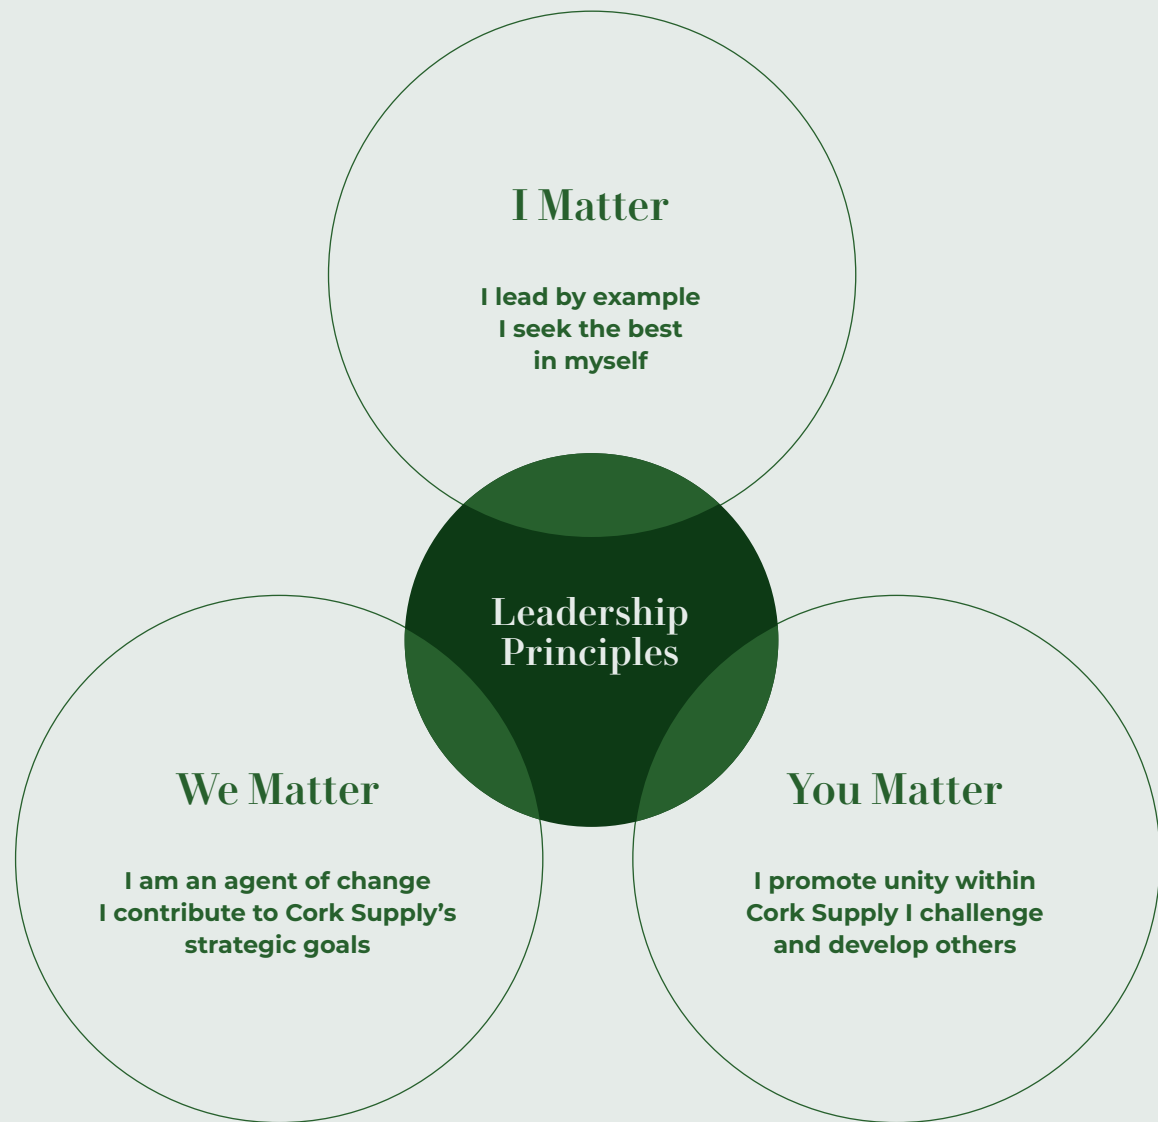 I Matter
I lead by example
I seek the best
in myself
Leadership
Principles
We Matter
I am an agent of change
I contribute to Cork Supply’s
strategic goals
You Matter
I promote unity within
Cork Supply I challenge
and develop others